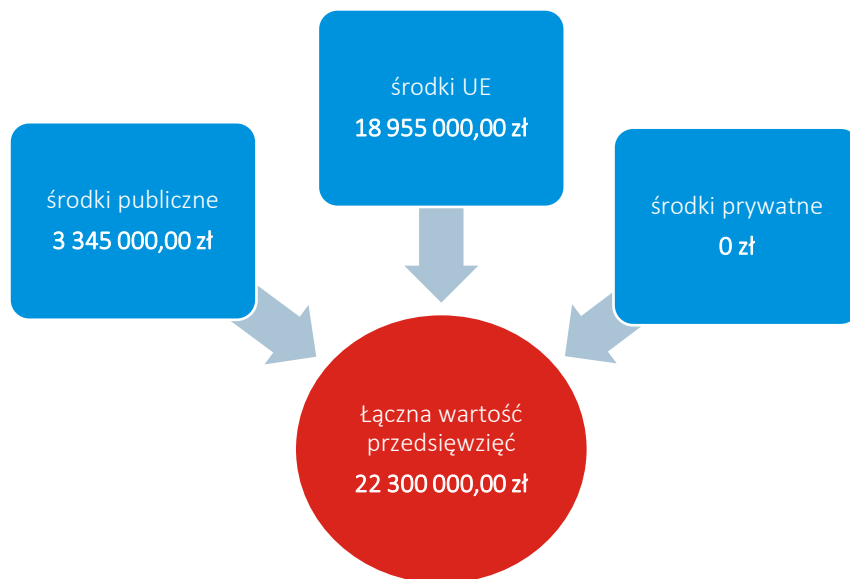 środki UE
18 955 000,00 zł
środki publiczne
3 345 000,00 zł
środki prywatne
0 zł
Łączna wartość
przedsięwzięć
22 300 000,00 zł